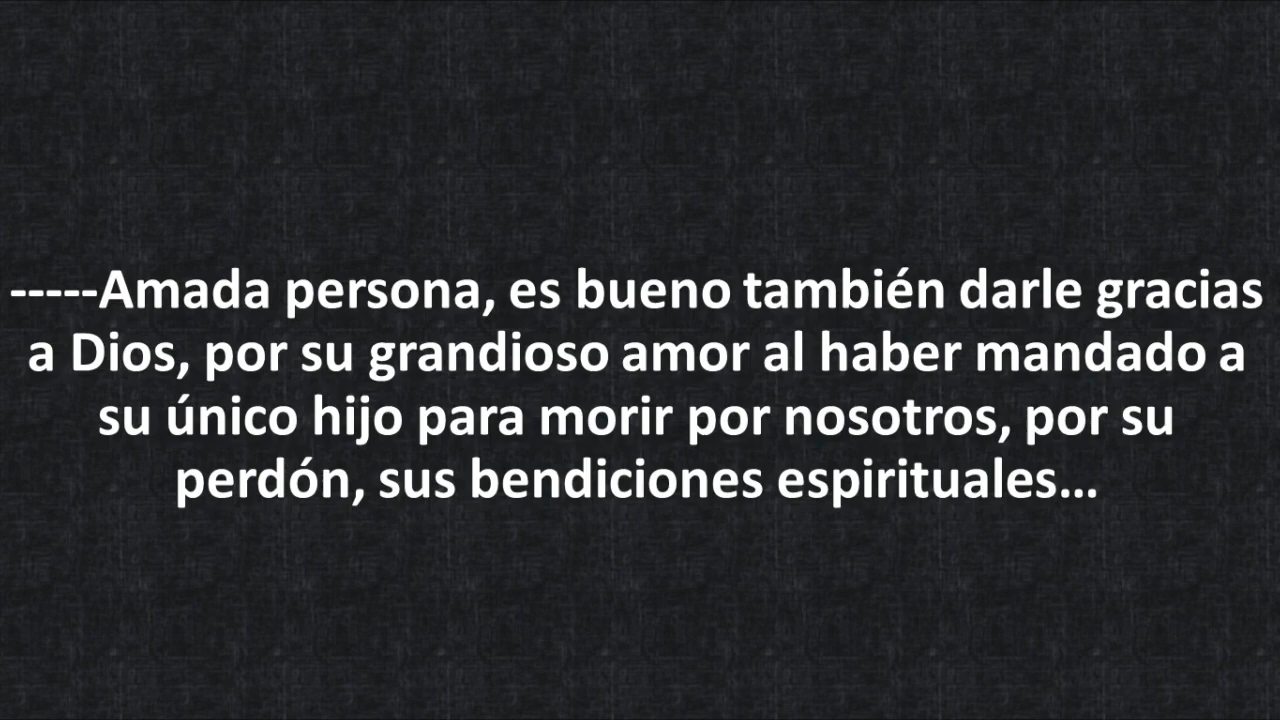 -----Amada persona, es bueno también darle gracias
a Dios, por su grandioso amor al haber mandado a
su único hijo para morir por nosotros, por su
perdón, sus bendiciones espirituales...